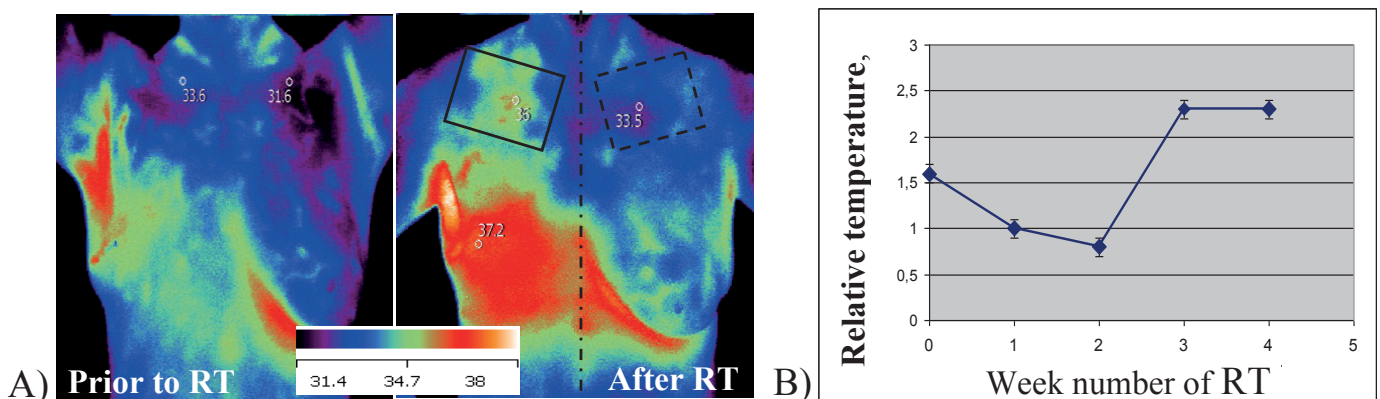 33.6
31.6
36
33.5
37.2
31.4 34.7 38
A) Prior to RT
After RT
B)
Relative temperature,
3
2,5
2
1,5
1
0,5
0
0 1 2 3 4 5
Week number of RT